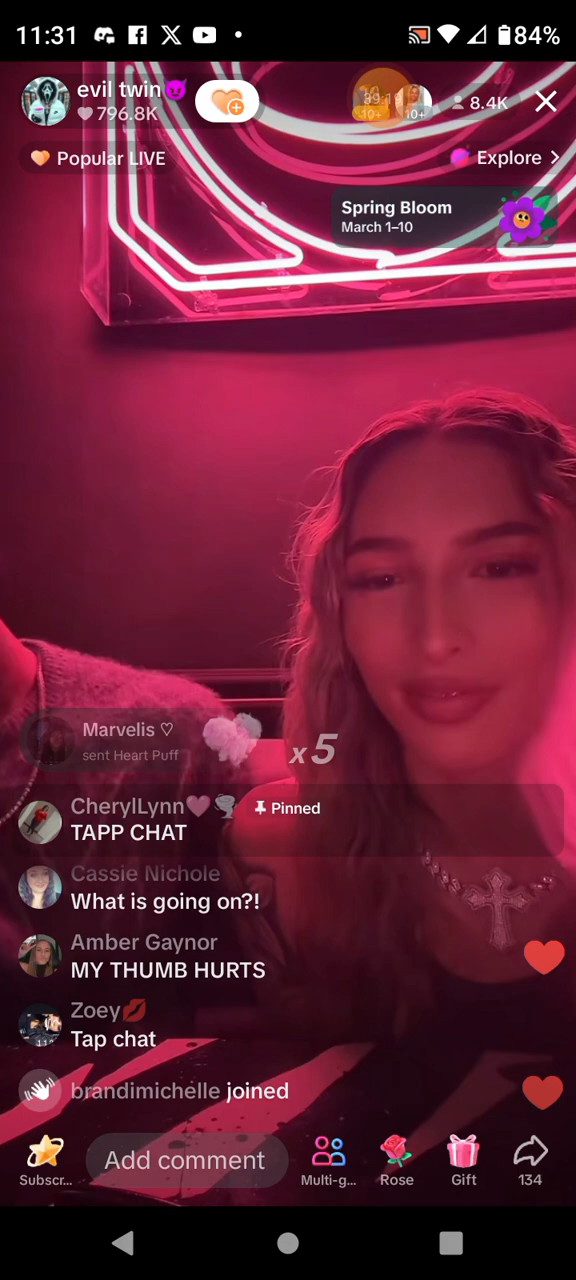 11:31
84%
evil twin😈
796.8K
10+
10+
8.4K
Popular LIVE
Explore
Spring Bloom
March 1–10
Marvelis ♡
sent Heart Puff
x5
CherylLynn
Pinned
TAPP CHAT
Cassie Nichole
What is going on?!
Amber Gaynor
MY THUMB HURTS
Zoey💋
Tap chat
brandimichelle joined
Add comment
Subscr...
Multi-g...
Rose
Gift
134